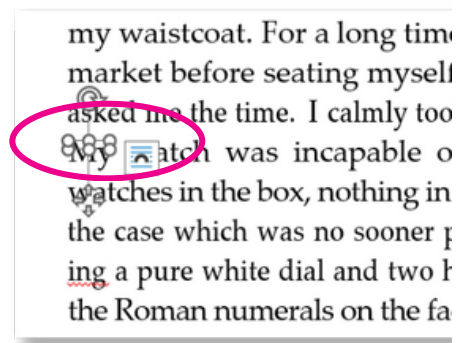 my waistcoat. For a long time
market before seating myself
asked me the time. I calmly too
My atch was incapable o
watches in the box, nothing in
the case which was no sooner p
ing a pure white dial and two h
the Roman numerals on the fa